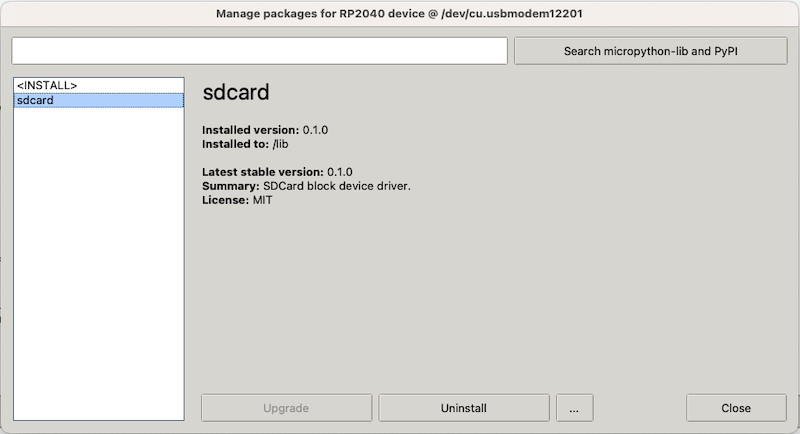 Manage packages for RP2040 device @ /dev/cu.usbmodem12201
Search micropython-lib and PyPI
<INSTALL>
sdcard
sdcard
Installed version: 0.1.0
Installed to: /lib
Latest stable version: 0.1.0
Summary: SDCard block device driver.
License: MIT
Upgrade
Uninstall
...
Close